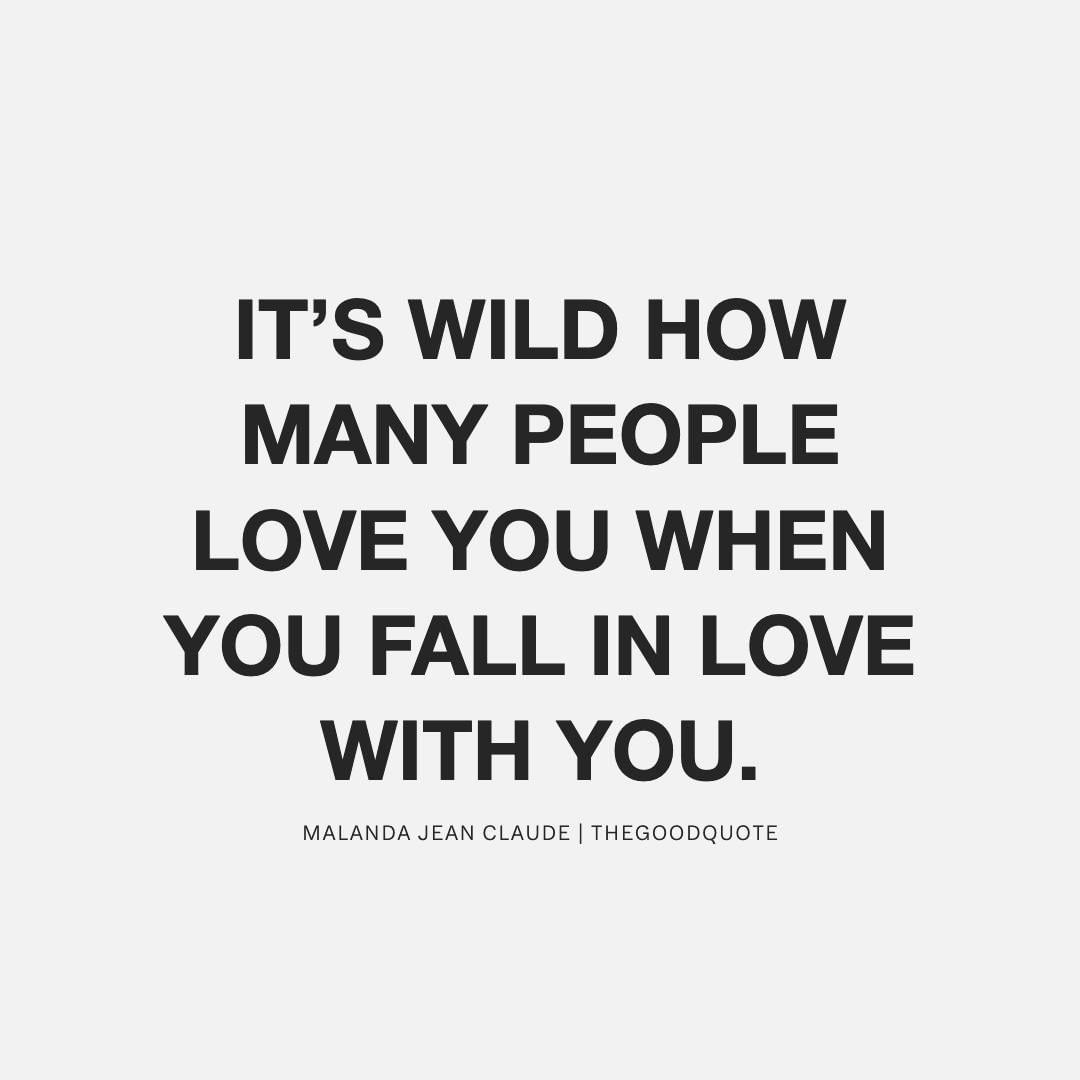 IT’S WILD HOW
MANY PEOPLE
LOVE YOU WHEN
YOU FALL IN LOVE
WITH YOU.
MALANDA JEAN CLAUDE | THEGOODQUOTE